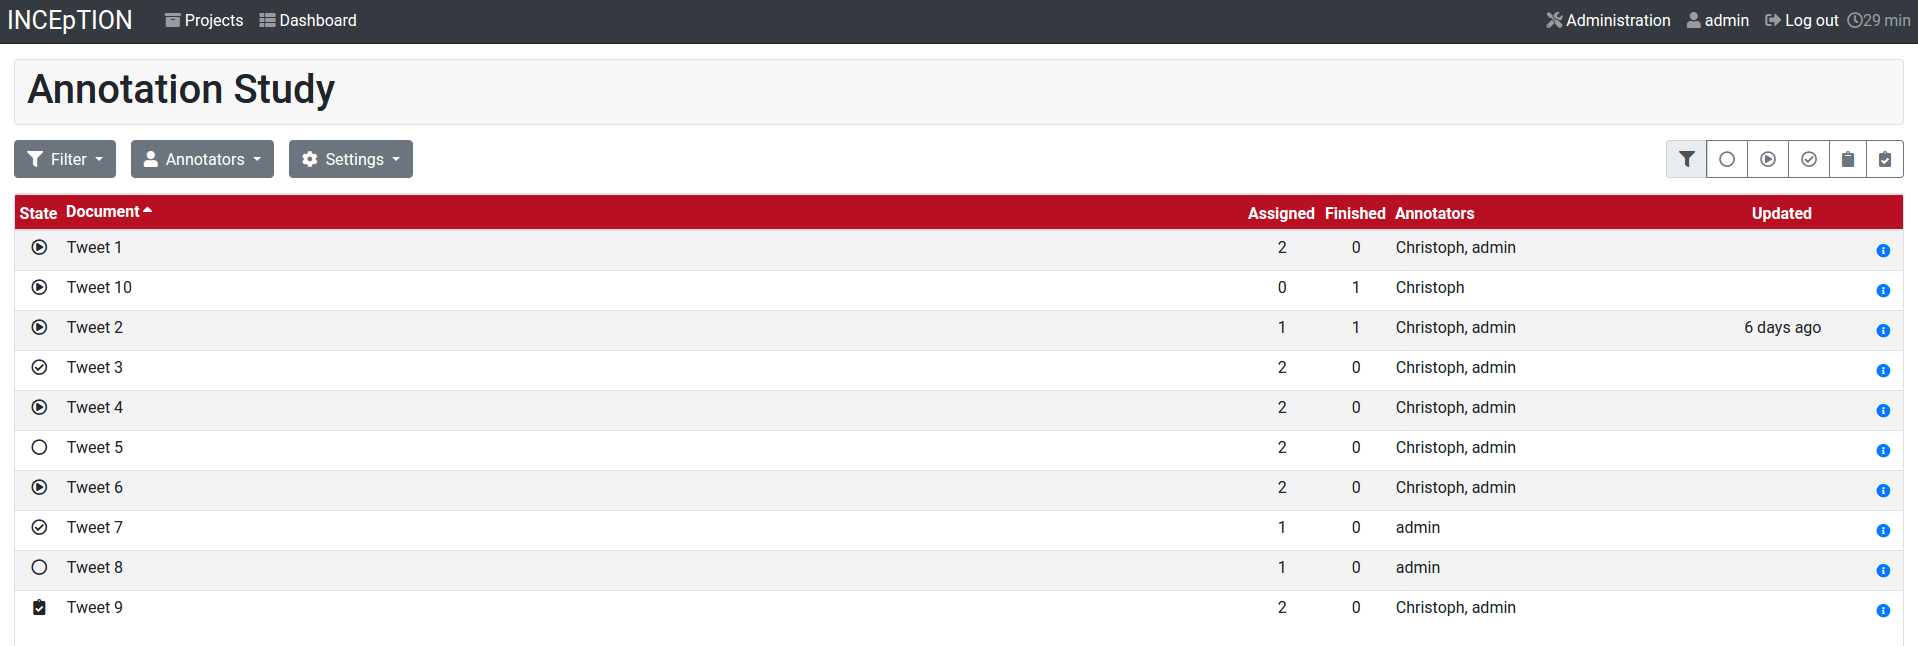 INCEpTION Projects Dashboard Administration admin Log out 29 min
Annotation Study
Filter Annotators Settings
State Document Assigned Finished Annotators Updated
Tweet 1 2 0 Christoph, admin
Tweet 10 0 1 Christoph
Tweet 2 1 1 Christoph, admin 6 days ago
Tweet 3 2 0 Christoph, admin
Tweet 4 2 0 Christoph, admin
Tweet 5 2 0 Christoph, admin
Tweet 6 2 0 Christoph, admin
Tweet 7 1 0 admin
Tweet 8 1 0 admin
Tweet 9 2 0 Christoph, admin